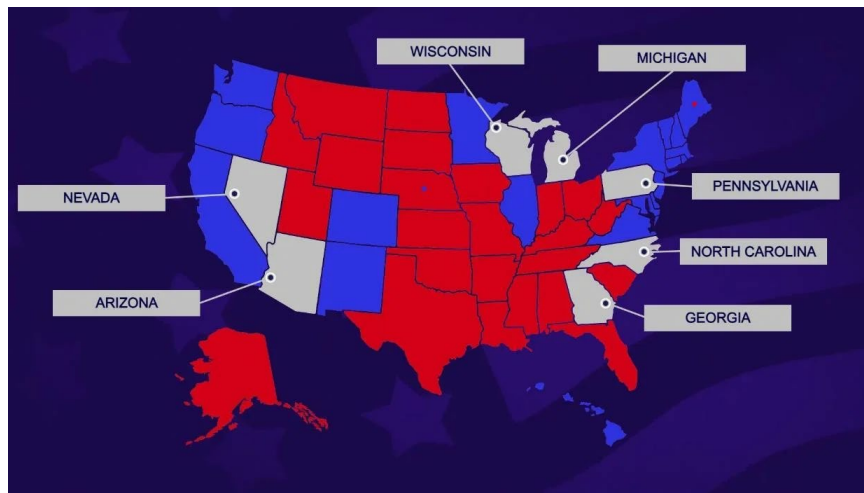 WISCONSIN
MICHIGAN
NEVADA
PENNSYLVANIA
NORTH CAROLINA
ARIZONA
GEORGIA